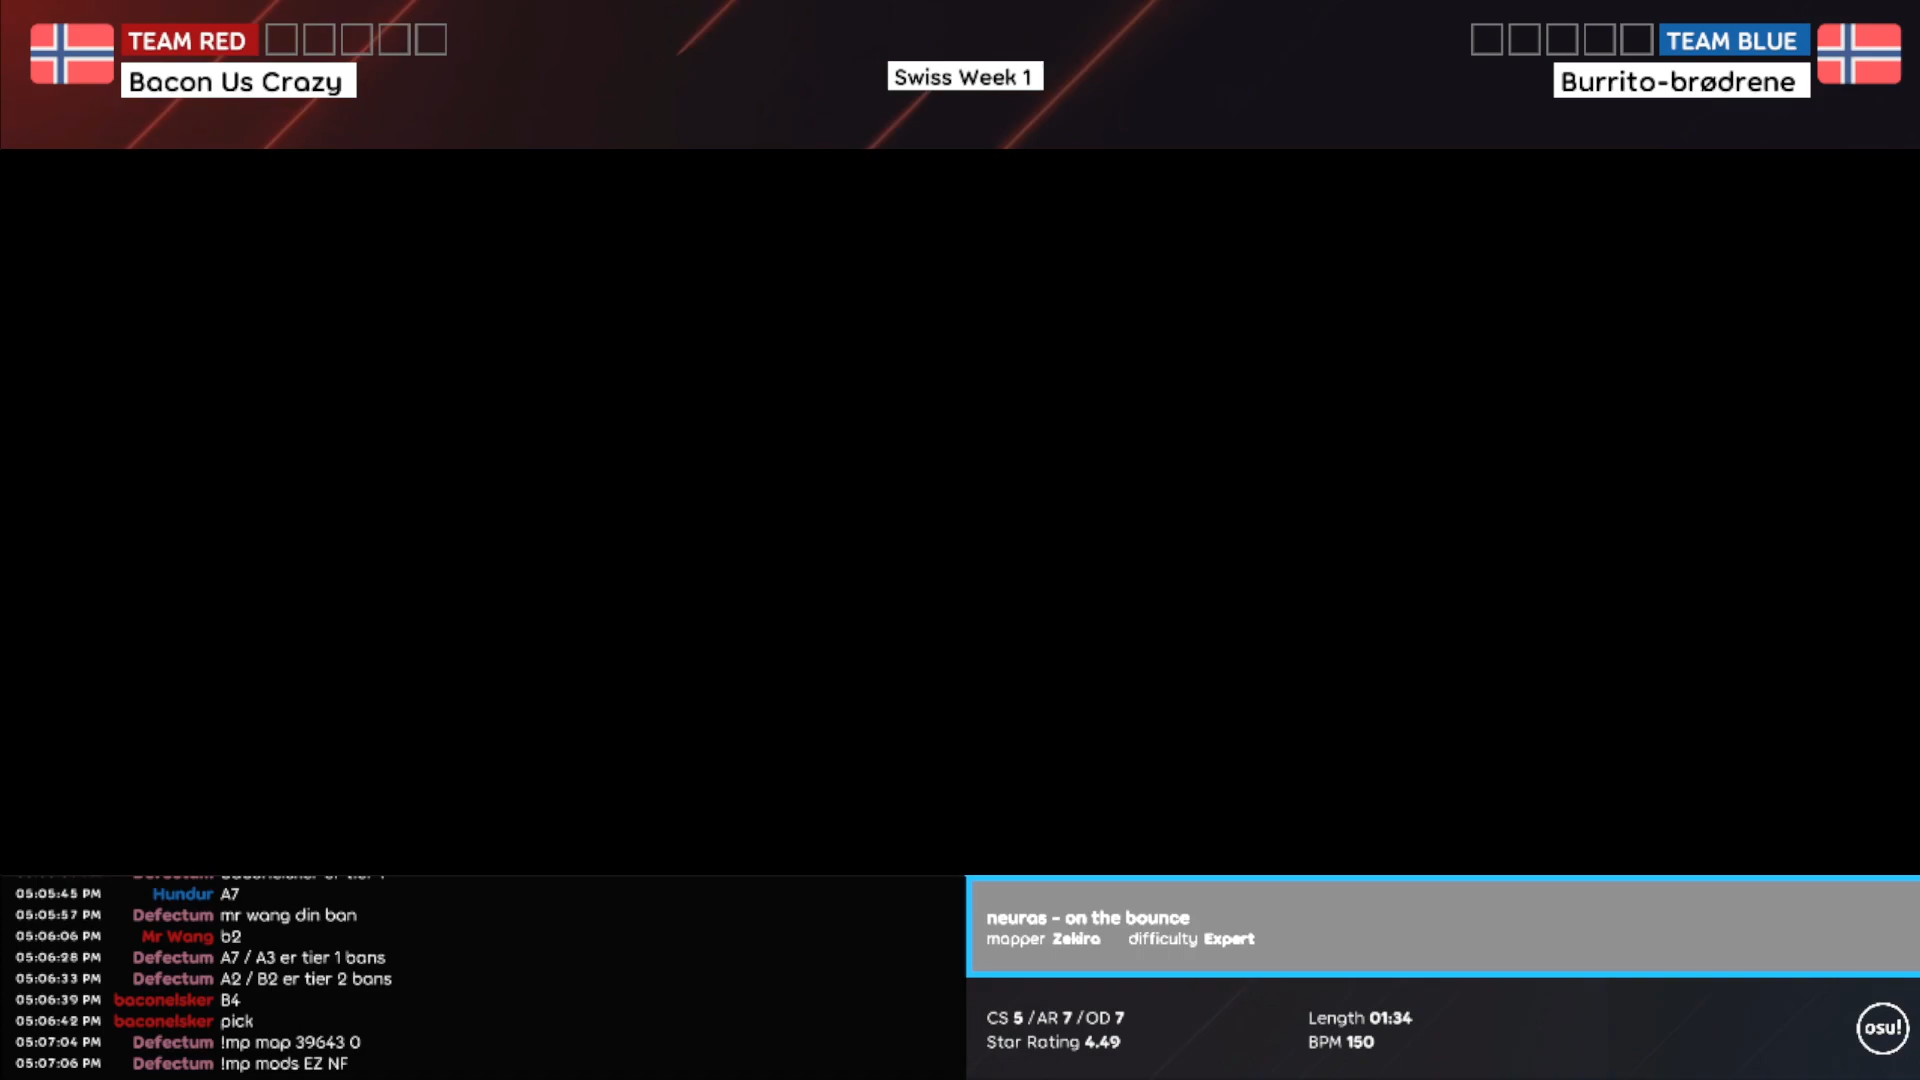 TEAM RED
Bacon Us Crazy
Swiss Week 1
TEAM BLUE
Burrito-brødrene
05:05:45 PM Hundur A7
05:05:57 PM Defectum mr wang din ban
05:06:06 PM Mr Wang b2
05:06:28 PM Defectum A7 / A3 er tier 1 bans
05:06:33 PM Defectum A2 / B2 er tier 2 bans
05:06:39 PM baconelsker B4
05:06:42 PM baconelsker pick
05:07:04 PM Defectum !mp map 39643 0
05:07:06 PM Defectum !mp mods EZ NF
neuras - on the bounce
mapper Zekira difficulty Expert
CS 5 / AR 7 / OD 7
Star Rating 4.49
Length 01:34
BPM 150
osu!